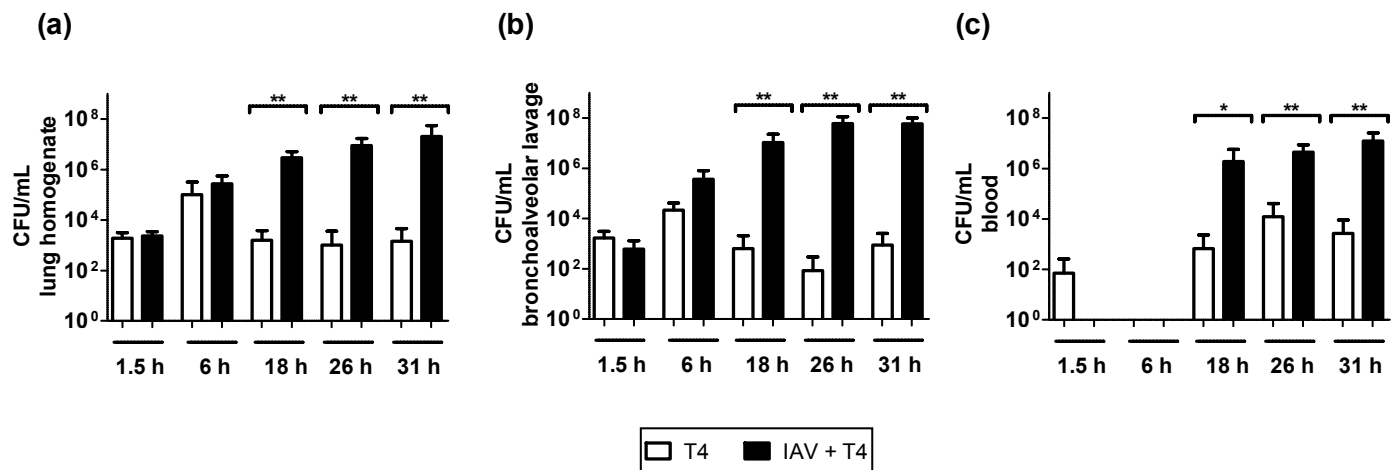 (a)
CFU/mL
lung homogenate
10⁸
10⁶
10⁴
10²
10⁰
** ** **
1.5 h 6 h 18 h 26 h 31 h
(b)
CFU/mL
bronchoalveolar lavage
10⁸
10⁶
10⁴
10²
10⁰
** ** **
1.5 h 6 h 18 h 26 h 31 h
(c)
CFU/mL
blood
10⁸
10⁶
10⁴
10²
10⁰
* ** **
1.5 h 6 h 18 h 26 h 31 h
T4 IAV + T4